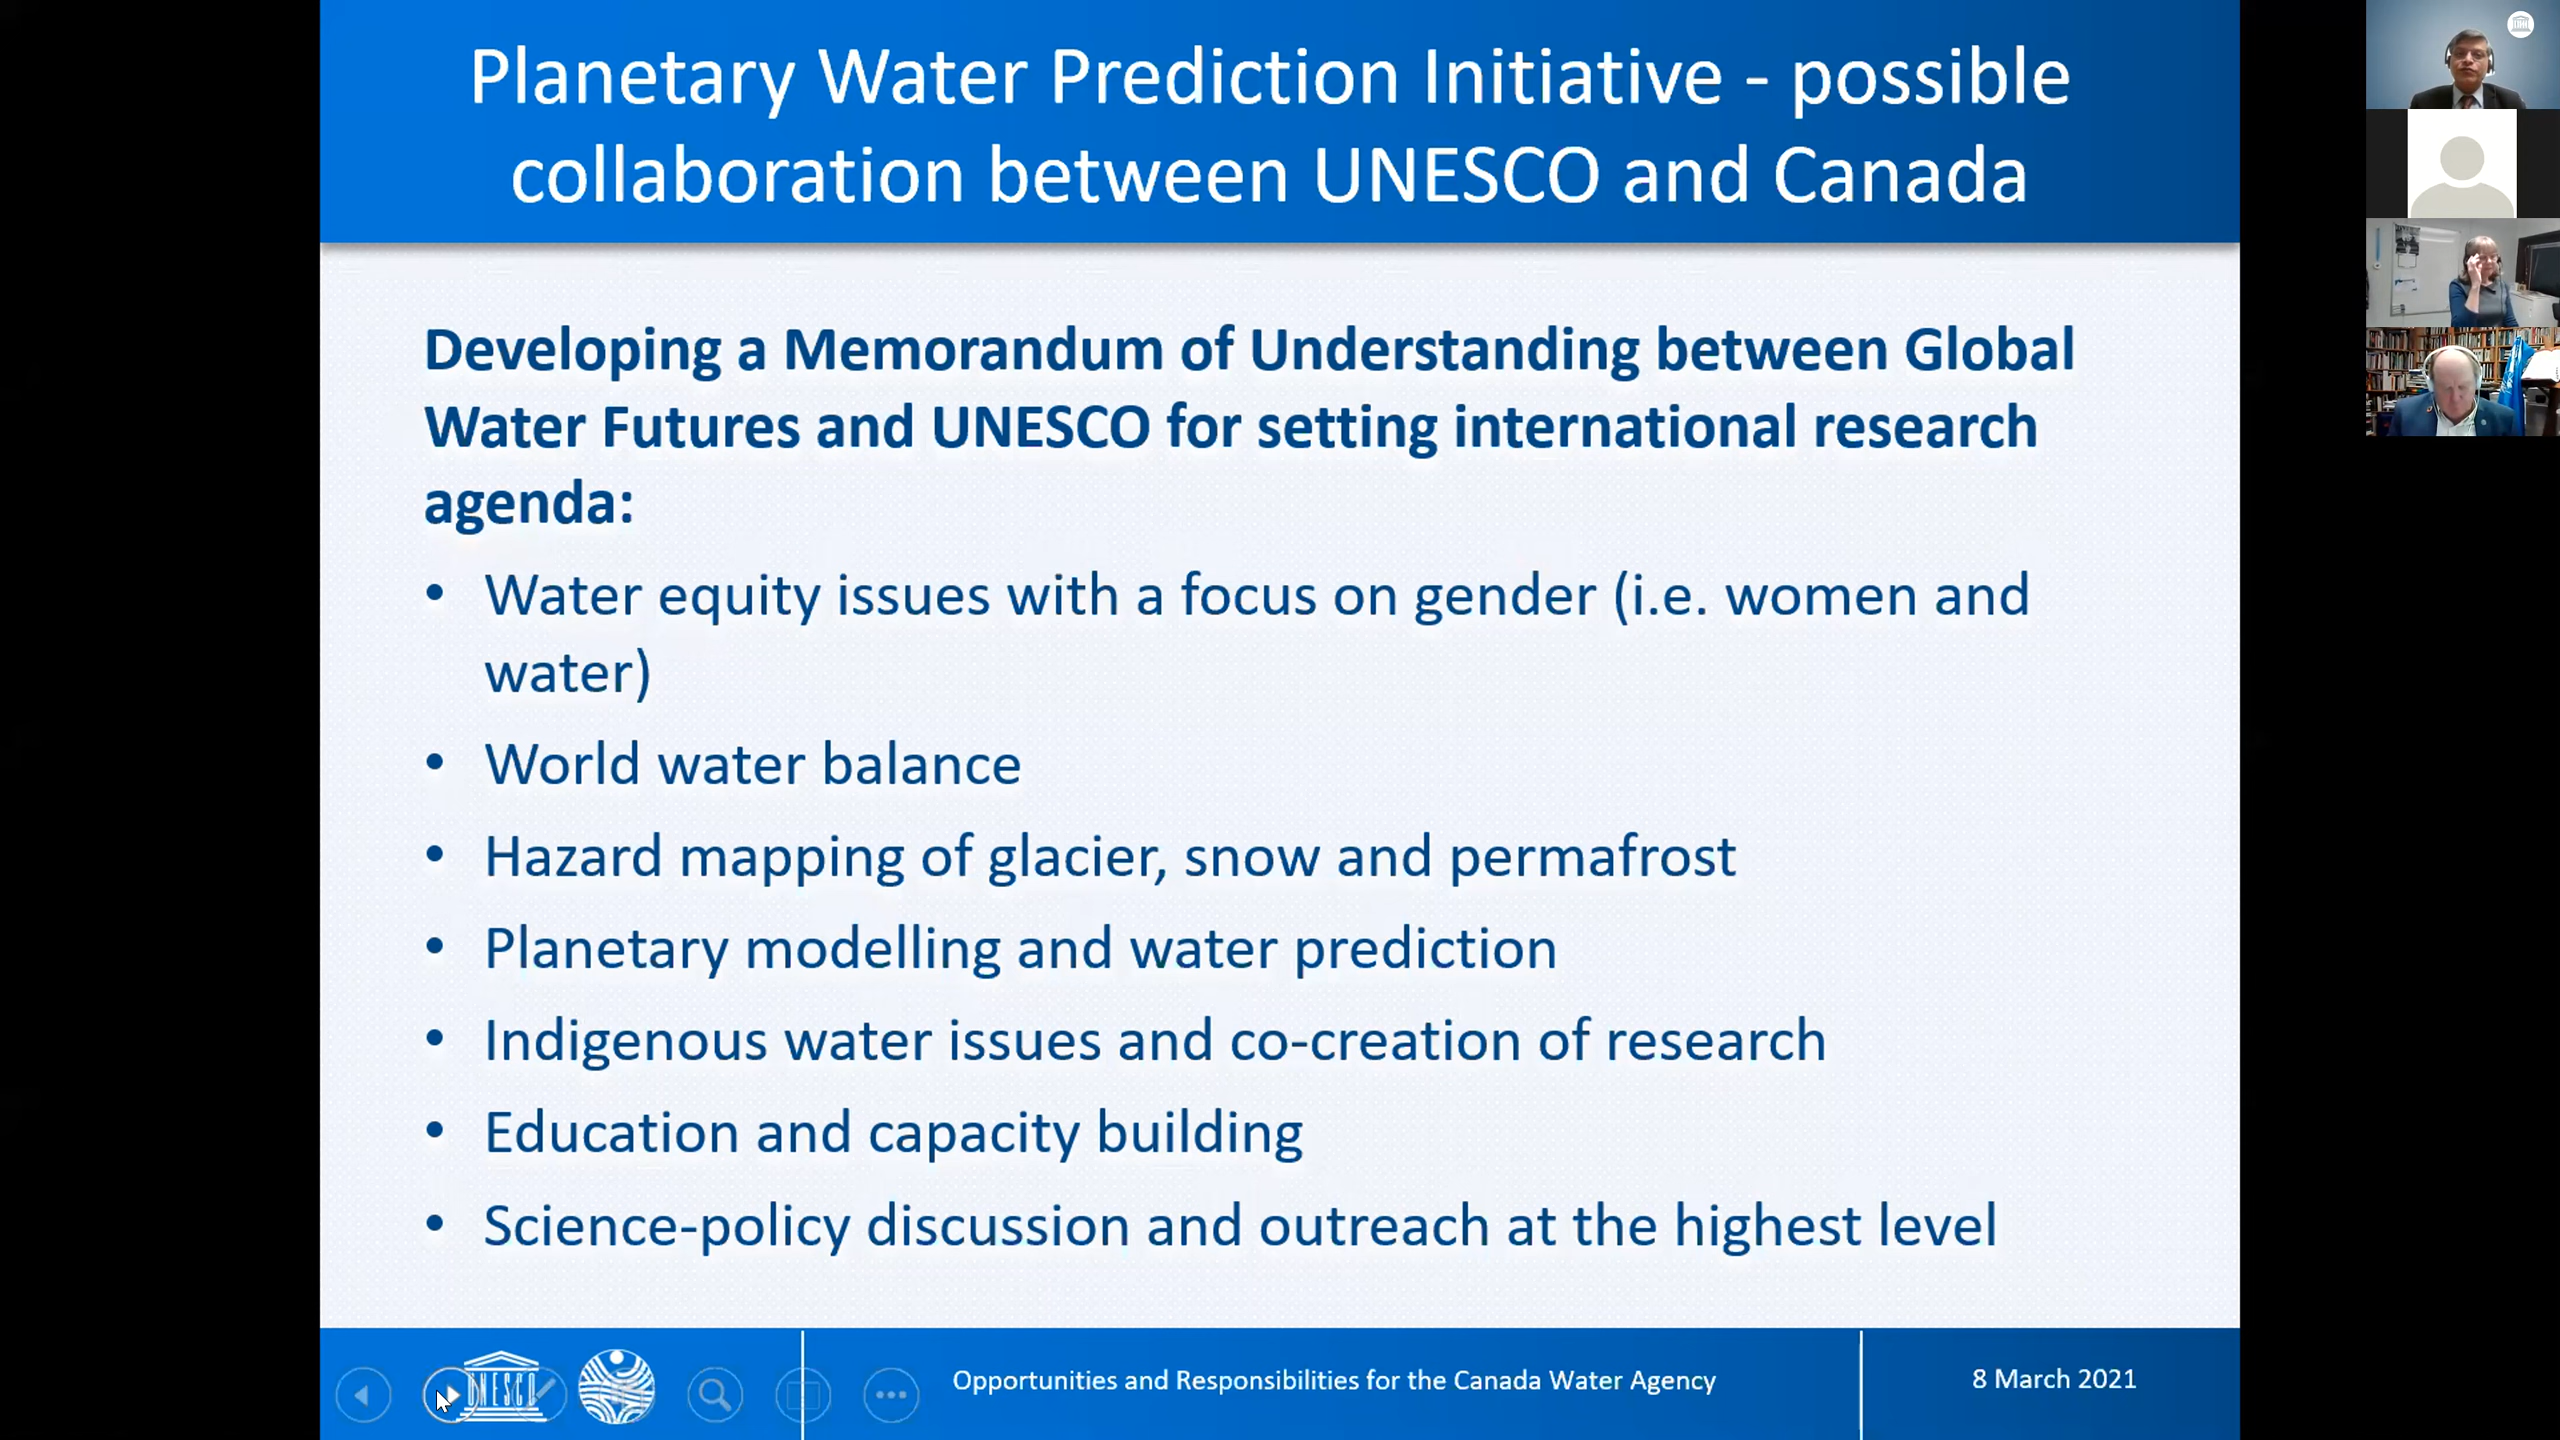 Planetary Water Prediction Initiative - possible
collaboration between UNESCO and Canada
Developing a Memorandum of Understanding between Global
Water Futures and UNESCO for setting international research
agenda:
• Water equity issues with a focus on gender (i.e. women and
water)
• World water balance
• Hazard mapping of glacier, snow and permafrost
• Planetary modelling and water prediction
• Indigenous water issues and co-creation of research
• Education and capacity building
• Science-policy discussion and outreach at the highest level
UNESCO
Opportunities and Responsibilities for the Canada Water Agency
8 March 2021